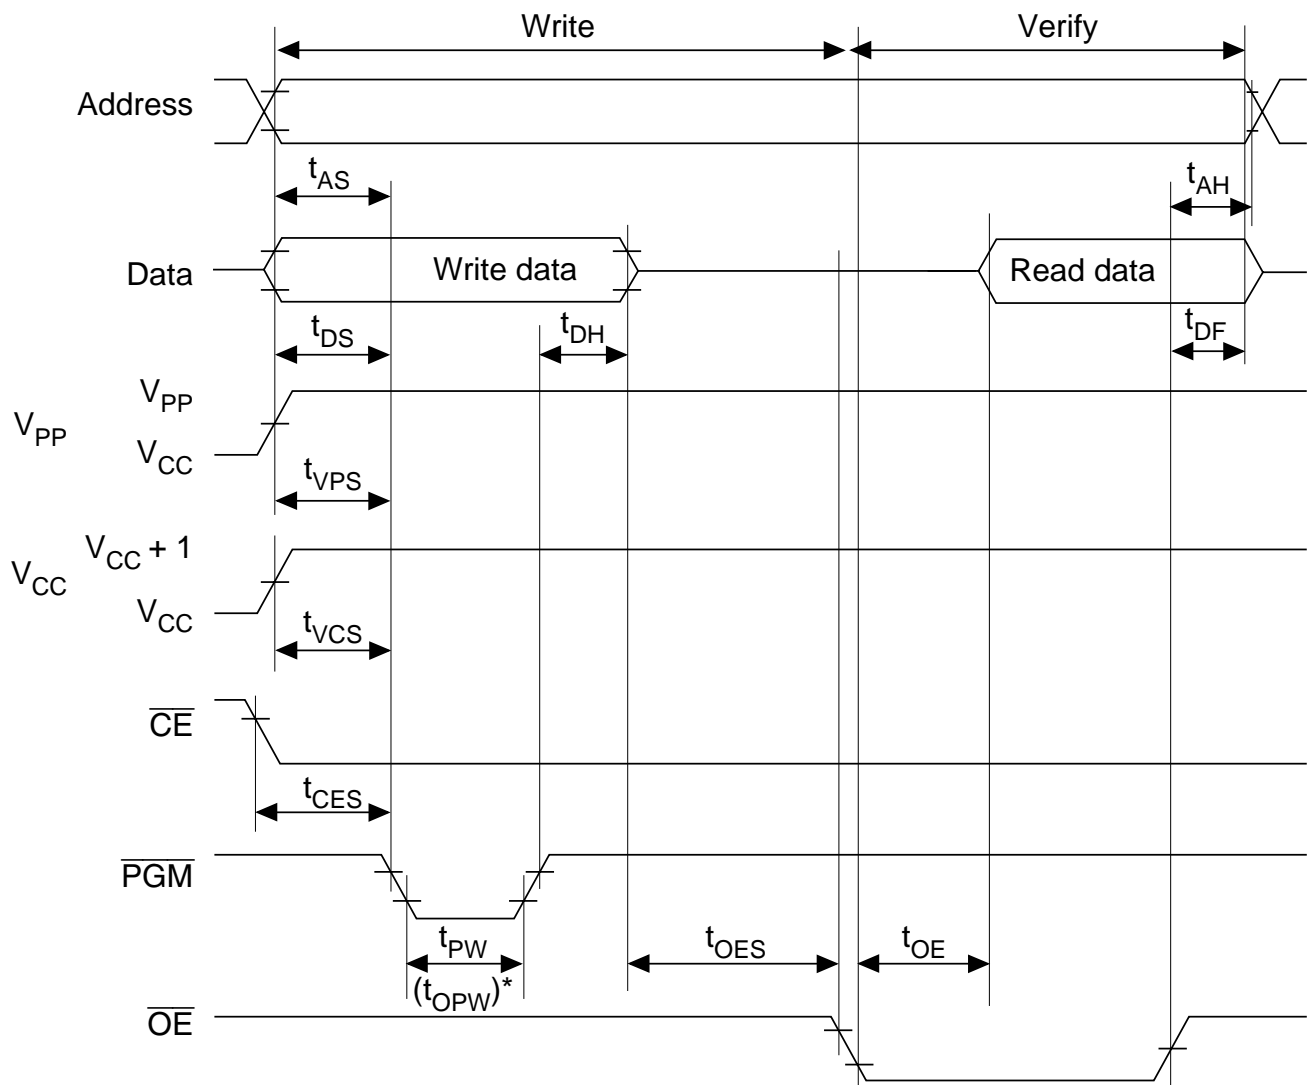 Write Verify
Address
tAS tAH
Data Write data Read data
tDS tDH tDF
VPP
VPP
VCC
tVPS
VCC + 1
VCC
VCC
tVCS
CE
tCES
PGM
tPW tOES tOE
(tOPW)*
OE